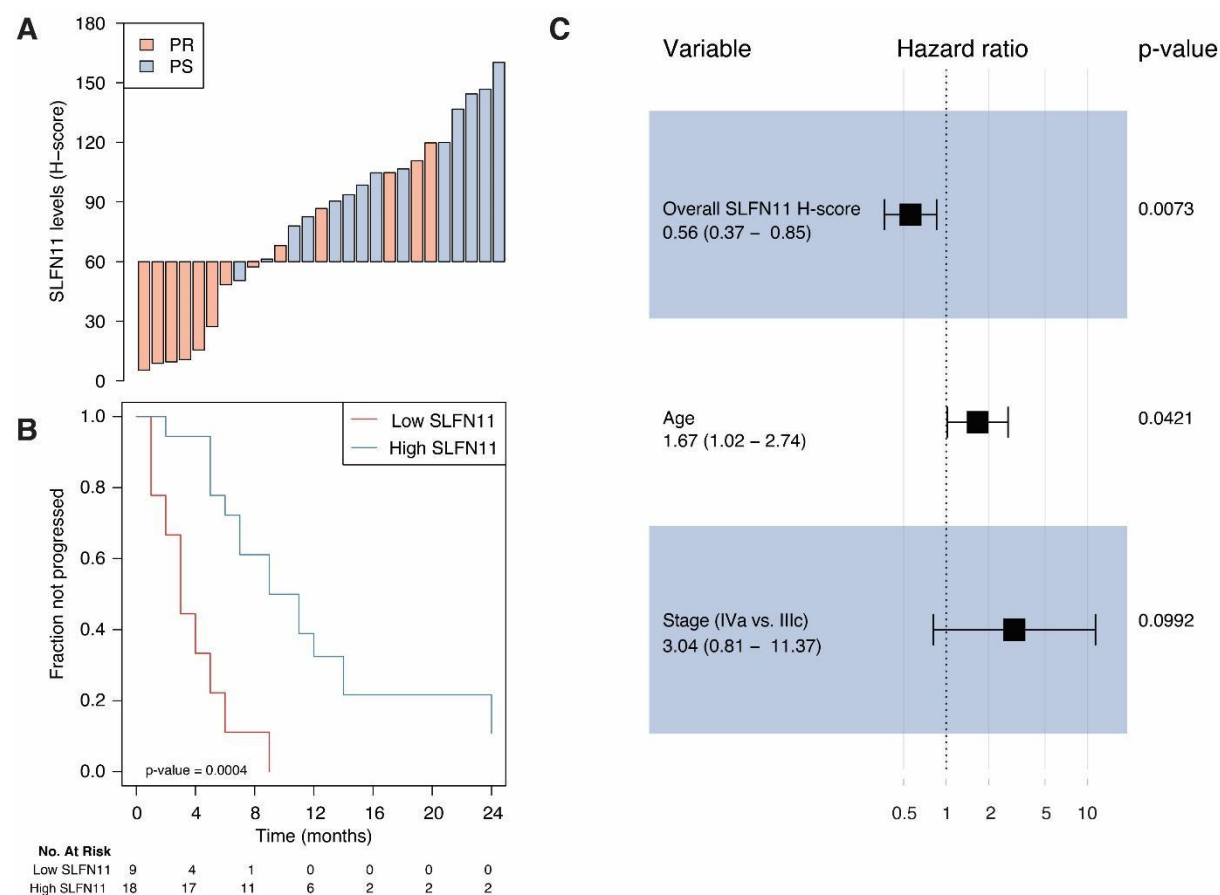 A
180
150
120
90
60
30
0
SLFN11 levels (H−score)
PR
PS
B
1.0
0.8
0.6
0.4
0.2
0.0
Fraction not progressed
Low SLFN11
High SLFN11
p-value = 0.0004
0 4 8 12 16 20 24
Time (months)
No. At Risk
Low SLFN11 9 4 1 0 0 0 0
High SLFN11 18 17 11 6 2 2 2
C
Variable Hazard ratio p-value
Overall SLFN11 H-score
0.56 (0.37 − 0.85)
0.0073
Age
1.67 (1.02 − 2.74)
0.0421
Stage (IVa vs. IIIc)
3.04 (0.81 − 11.37)
0.0992
0.5 1 2 5 10